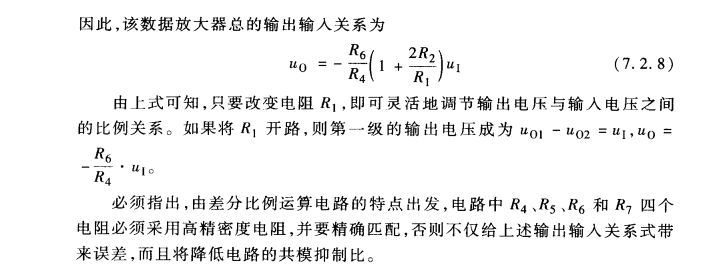 因此,该数据放大器总的输出输入关系为
u_O = -\frac{R_6}{R_4}\left(1 + \frac{2R_2}{R_1}\right)u_I (7.2.8)
由上式可知,只要改变电阻 R_1,即可灵活地调节输出电压与输入电压之间
的比例关系。如果将 R_1 开路,则第一级的输出电压成为 u_{O1} - u_{O2} = u_I, u_O =
-\frac{R_6}{R_4} · u_I。
必须指出,由差分比例运算电路的特点出发,电路中 R_4、R_5、R_6 和 R_7 四个
电阻必须采用高精密度电阻,并要精确匹配,否则不仅给上述输出输入关系式带
来误差,而且将降低电路的共模抑制比。